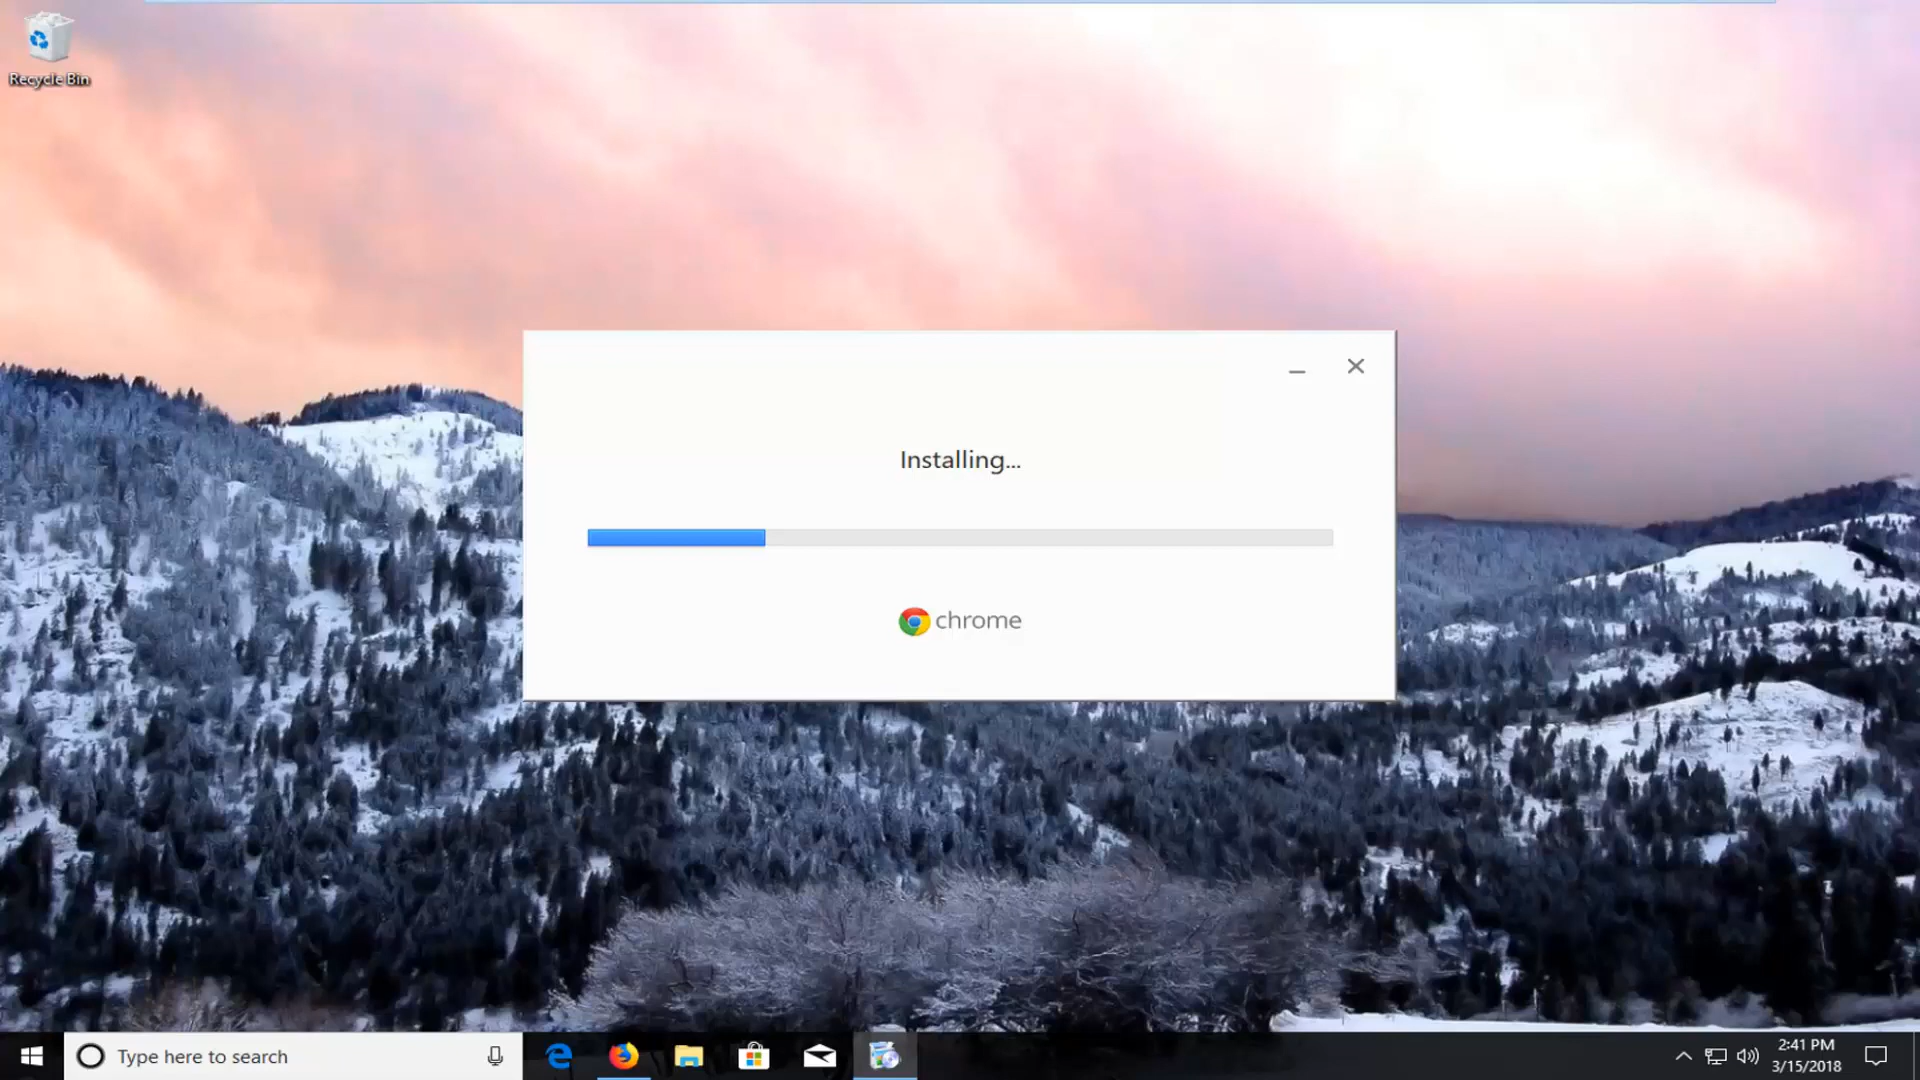 Recycle Bin
Installing...
chrome
Type here to search
2:41 PM
3/15/2018